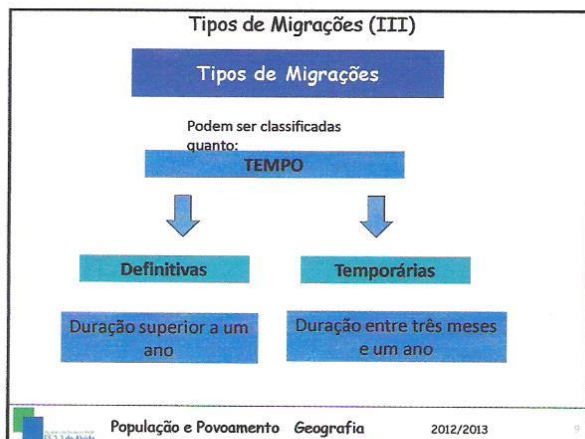 Tipos de Migrações (III)
Tipos de Migrações
Podem ser classificadas
quanto:
TEMPO
Definitivas
Temporárias
Duração superior a um
ano
Duração entre três meses
e um ano
População e Povoamento Geografia 2012/2013
9